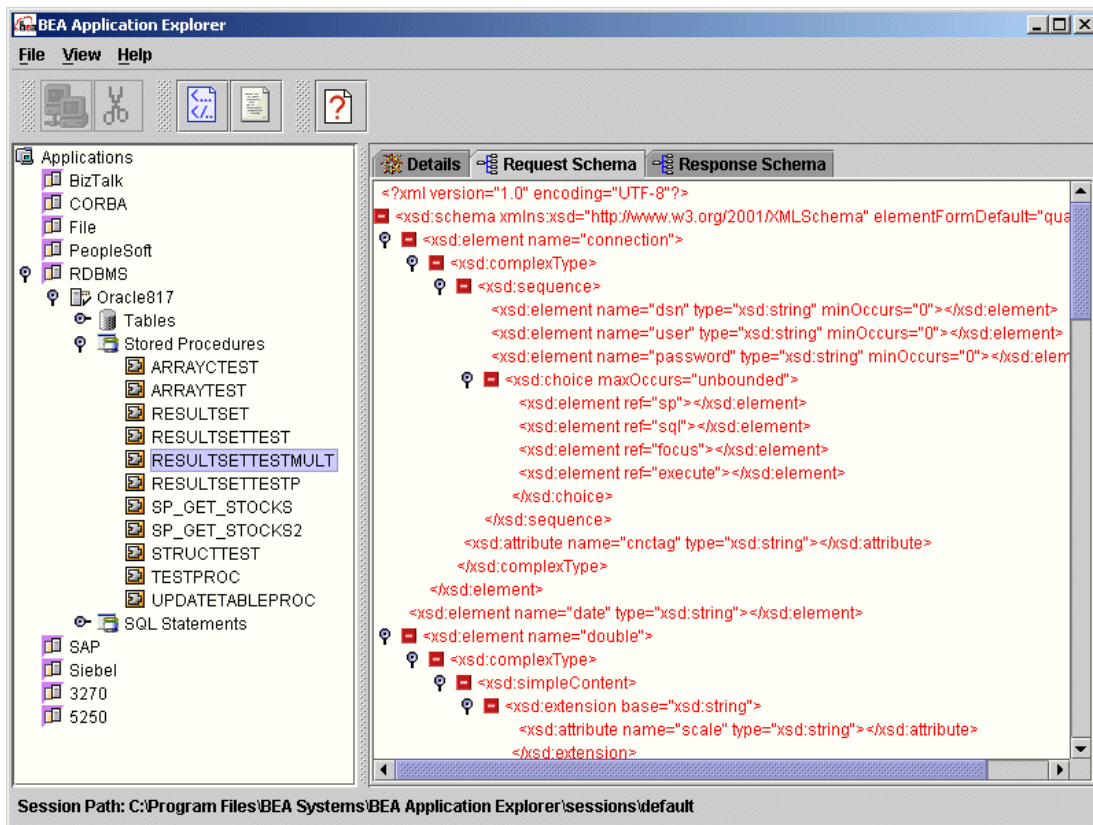 BEA Application Explorer
File View Help
Applications
BizTalk
CORBA
File
PeopleSoft
RDBMS
Oracle817
Tables
Stored Procedures
ARRAYCTEST
ARRAYTEST
RESULTSET
RESULTSETTEST
RESULTSETTESTMULT
RESULTSETTESTP
SP_GET_STOCKS
SP_GET_STOCKS2
STRUCTTEST
TESTPROC
UPDATETABLEPROC
SQL Statements
SAP
Siebel
3270
5250
Details Request Schema Response Schema
<?xml version="1.0" encoding="UTF-8"?>
<xsd:schema xmlns:xsd="http://www.w3.org/2001/XMLSchema" elementFormDefault="qua
<xsd:element name="connection">
<xsd:complexType>
<xsd:sequence>
<xsd:element name="dsn" type="xsd:string" minOccurs="0"></xsd:element>
<xsd:element name="user" type="xsd:string" minOccurs="0"></xsd:element>
<xsd:element name="password" type="xsd:string" minOccurs="0"></xsd:elem
<xsd:choice maxOccurs="unbounded">
<xsd:element ref="sp"></xsd:element>
<xsd:element ref="sql"></xsd:element>
<xsd:element ref="focus"></xsd:element>
<xsd:element ref="execute"></xsd:element>
</xsd:choice>
</xsd:sequence>
<xsd:attribute name="cnctag" type="xsd:string"></xsd:attribute>
</xsd:complexType>
</xsd:element>
<xsd:element name="date" type="xsd:string"></xsd:element>
<xsd:element name="double">
<xsd:complexType>
<xsd:simpleContent>
<xsd:extension base="xsd:string">
<xsd:attribute name="scale" type="xsd:string"></xsd:attribute>
</xsd:extension>
Session Path: C:\Program Files\BEA Systems\BEA Application Explorer\sessions\default